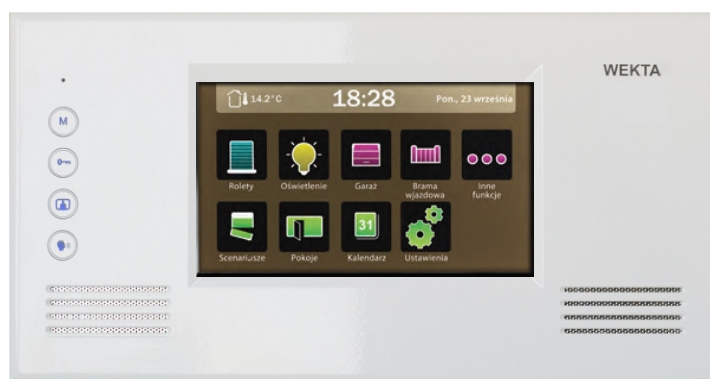 WEKTA
M
14.2°C 18:28 Pon., 23 września
Rolety Oświetlenie Garaż Brama wjazdowa Inne funkcje
31
Scenariusze Pokoje Kalendarz Ustawienia